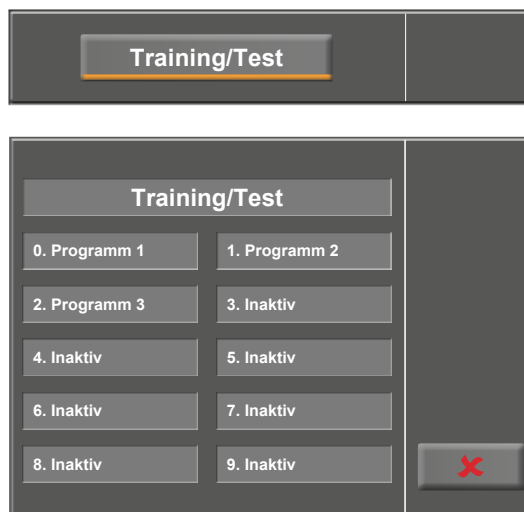 Training/Test
Training/Test
0. Programm 1
1. Programm 2
2. Programm 3
3. Inaktiv
4. Inaktiv
5. Inaktiv
6. Inaktiv
7. Inaktiv
8. Inaktiv
9. Inaktiv